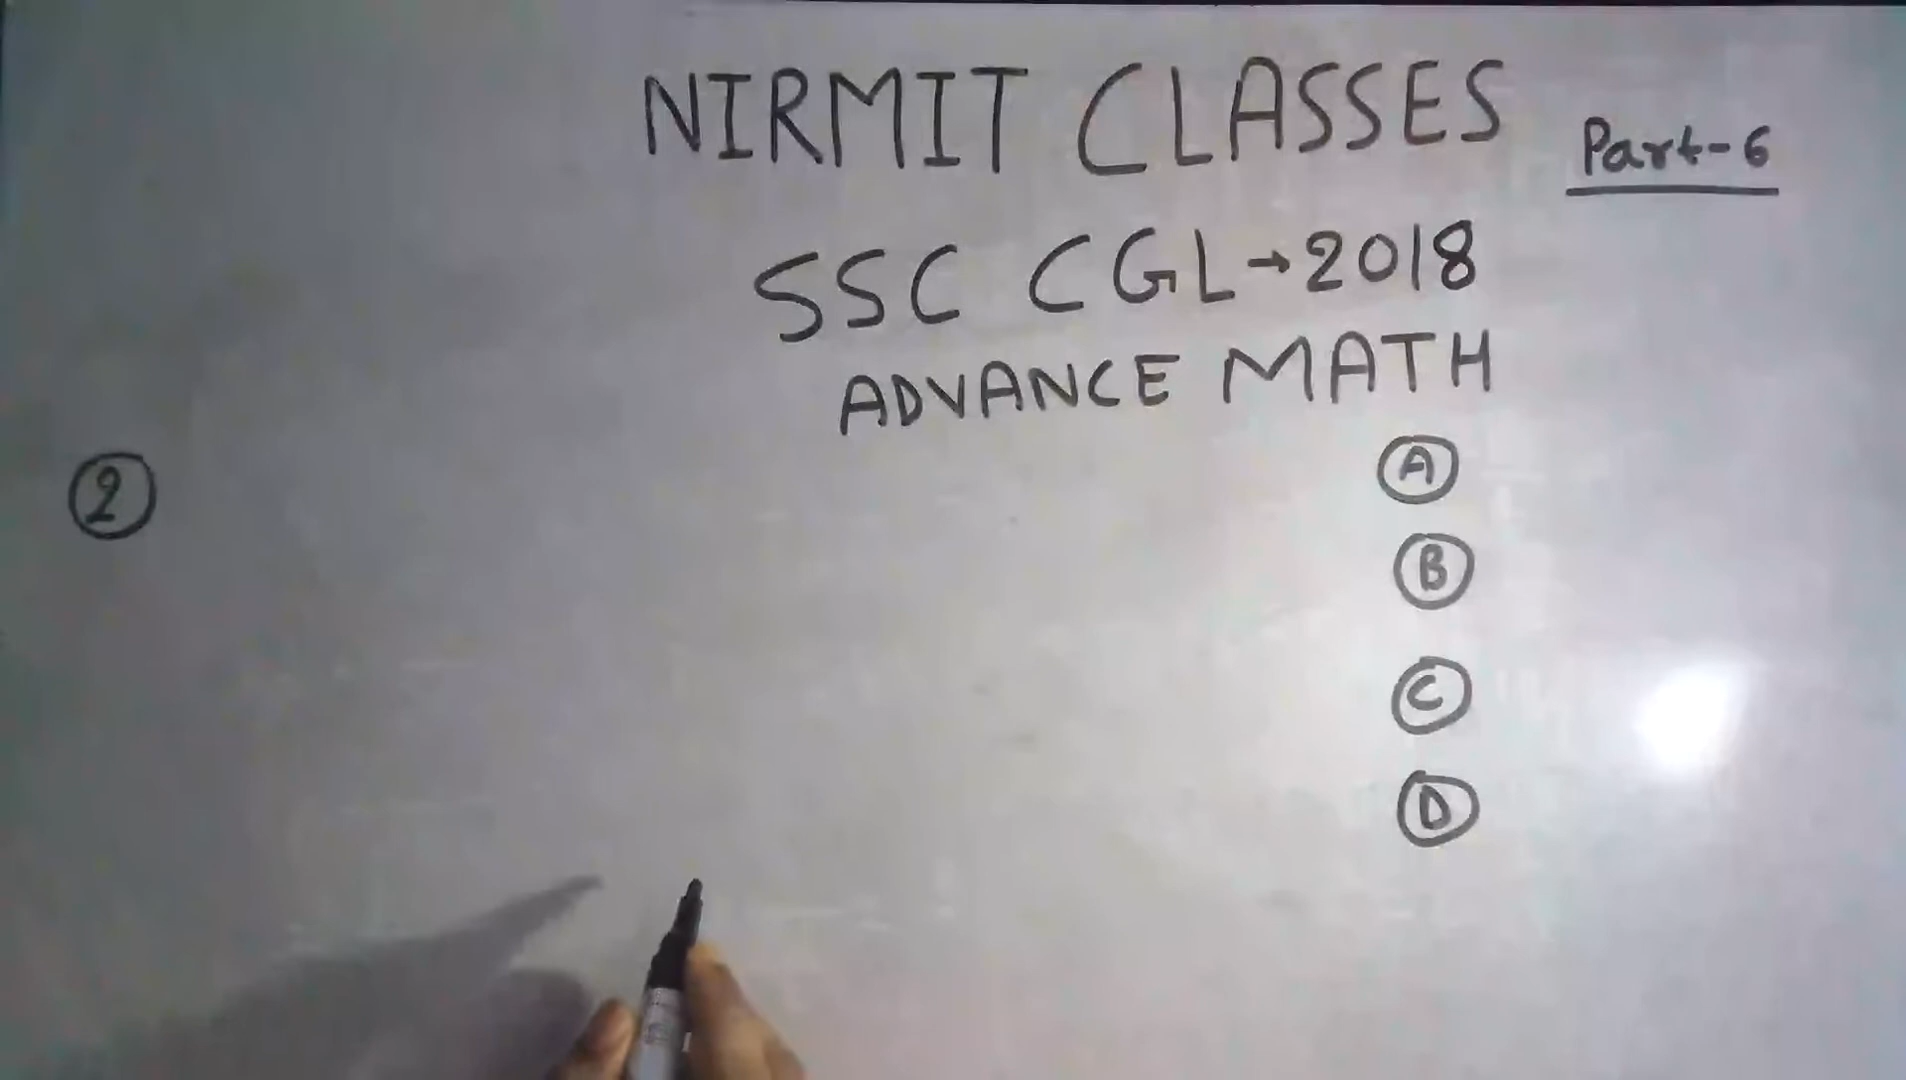 NIRMIT CLASSES
Part-6
SSC CGL→2018
ADVANCE MATH
2
A
B
C
D